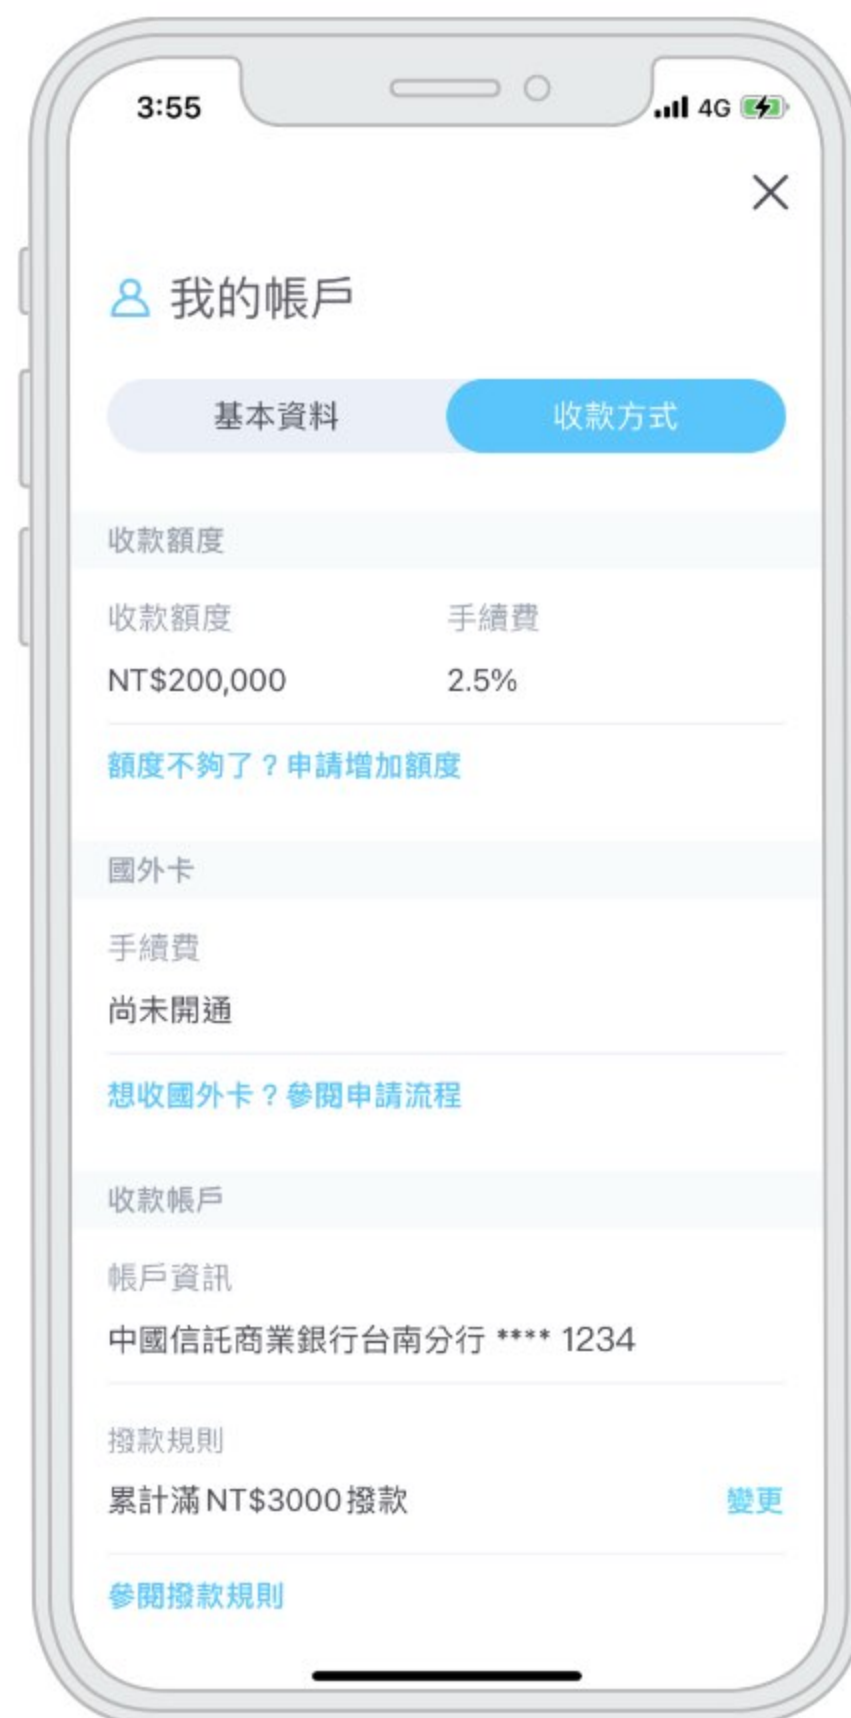 3:55
4G
我的帳戶
基本資料 收款方式
收款額度
收款額度 手續費
NT$200,000 2.5%
額度不夠了？申請增加額度
國外卡
手續費
尚未開通
想收國外卡？參閱申請流程
收款帳戶
帳戶資訊
中國信託商業銀行台南分行 **** 1234
撥款規則
累計滿NT$3000撥款 變更
參閱撥款規則